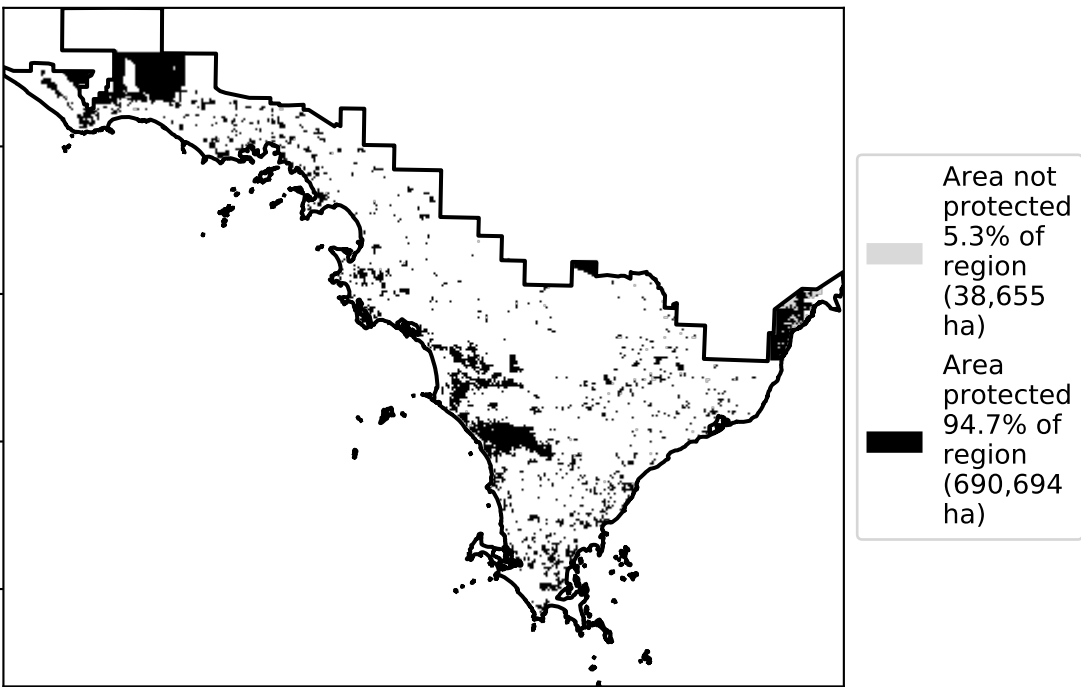 Area not
protected
5.3% of
region
(38,655
ha)
Area
protected
94.7% of
region
(690,694
ha)